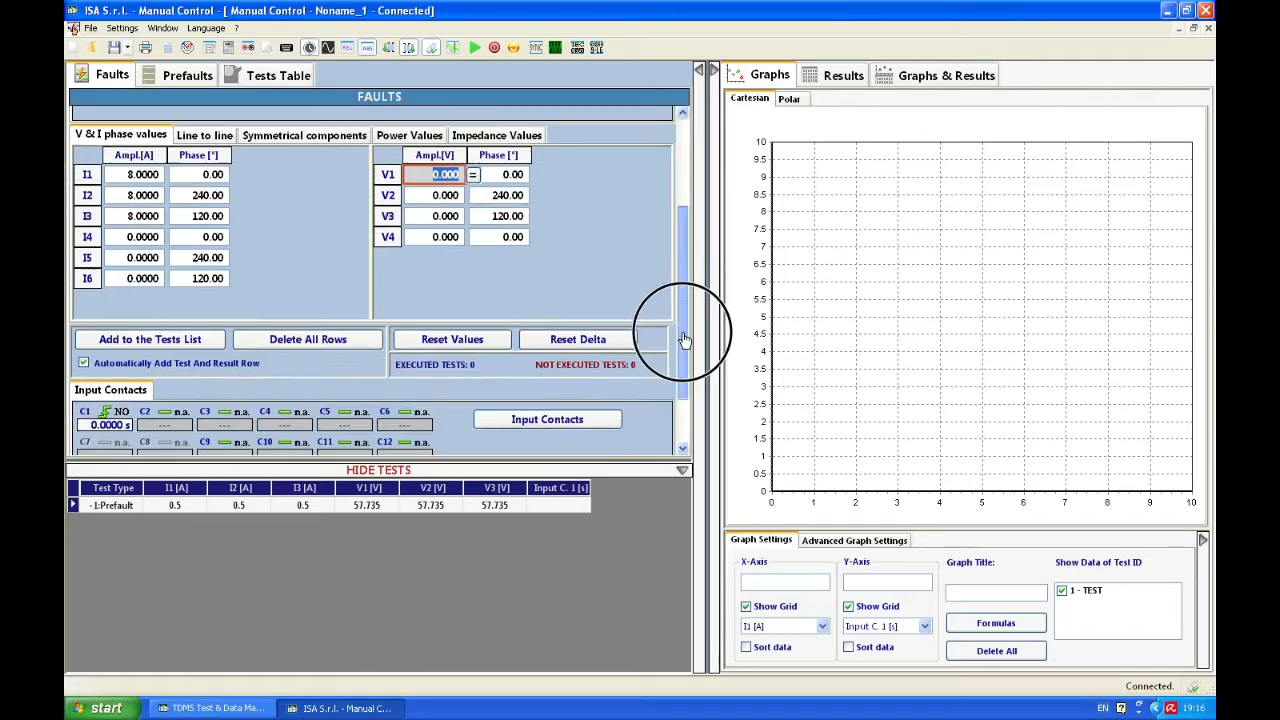 ISA S.r.l. - Manual Control - [ Manual Control - Noname_1 - Connected]
File Settings Window Language ?
Faults Prefaults Tests Table
FAULTS
V & I phase values Line to line Symmetrical components Power Values Impedance Values
Ampl.[A] Phase [°] Ampl.[V] Phase [°]
I1 8.0000 0.00 V1 0.000 = 0.00
I2 8.0000 240.00 V2 0.000 240.00
I3 8.0000 120.00 V3 0.000 120.00
I4 0.0000 0.00 V4 0.000 0.00
I5 0.0000 240.00
I6 0.0000 120.00
Add to the Tests List Delete All Rows Reset Values Reset Delta
Automatically Add Test And Result Row EXECUTED TESTS: 0 NOT EXECUTED TESTS: 0
Input Contacts
C1 NO C2 n.a. C3 n.a. C4 n.a. C5 n.a. C6 n.a.
0.0000 s --- --- --- --- --- Input Contacts
C7 n.a. C8 n.a. C9 n.a. C10 n.a. C11 n.a. C12 n.a.
HIDE TESTS
Test Type I1 [A] I2 [A] I3 [A] V1 [V] V2 [V] V3 [V] Input C. 1 [s]
-1:Prefault 0.5 0.5 0.5 57.735 57.735 57.735
Graphs Results Graphs & Results
Cartesian Polar
10
9.5
9
8.5
8
7.5
7
6.5
6
5.5
5
4.5
4
3.5
3
2.5
2
1.5
1
0.5
0
0 1 2 3 4 5 6 7 8 9 10
Graph Settings Advanced Graph Settings
X-Axis Y-Axis Graph Title: Show Data of Test ID
1 - TEST
Show Grid Show Grid
I1 [A] Input C. 1 [s] Formulas
Sort data Sort data Delete All
Connected.
start TDMS Test & Data Ma... ISA S.r.l. - Manual C... EN ? 19:16